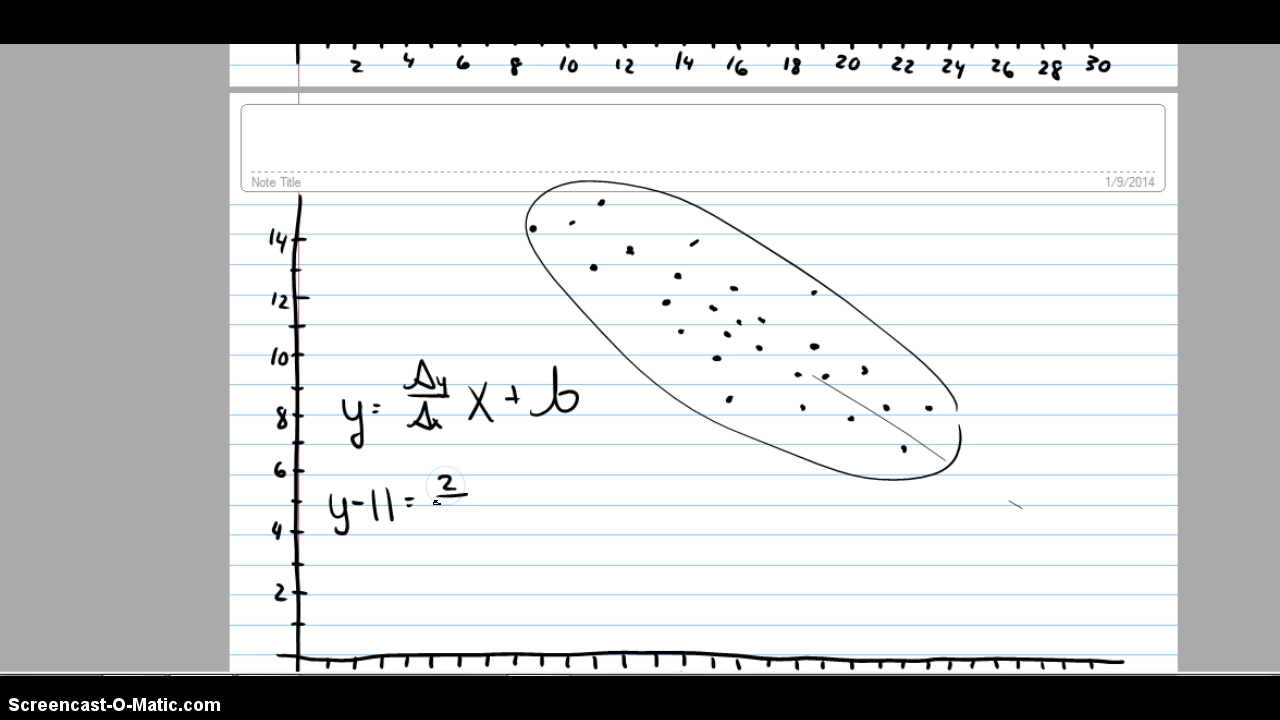 2 4 6 8 10 12 14 16 18 20 22 24 26 28 30
Note Title 1/9/2014
14
12
10
8
6
4
2
y = Δy/Δx x + b
y - 11 = 2
Screencast-O-Matic.com